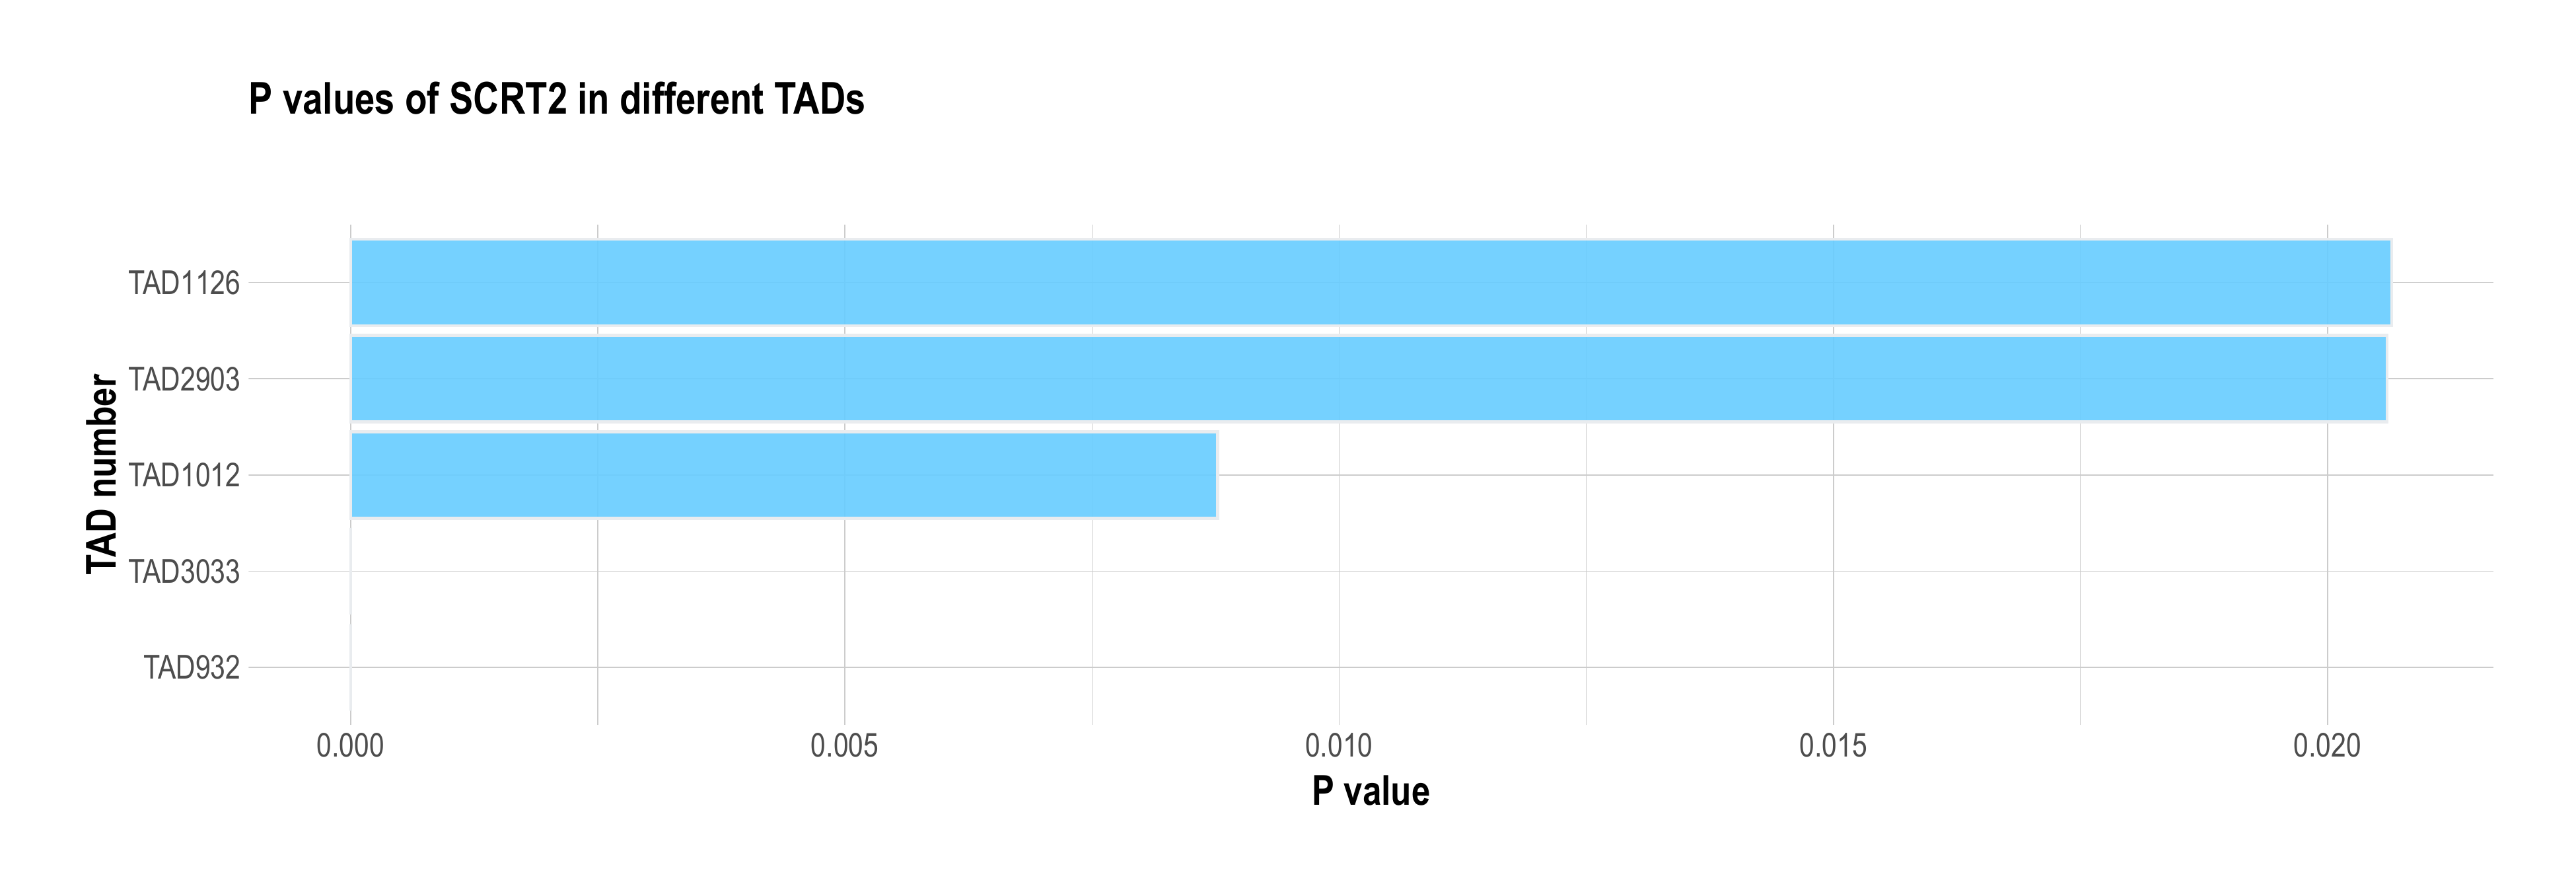 P values of SCRT2 in different TADs
TAD number
TAD1126
TAD2903
TAD1012
TAD3033
TAD932
0.000 0.005 0.010 0.015 0.020
P value